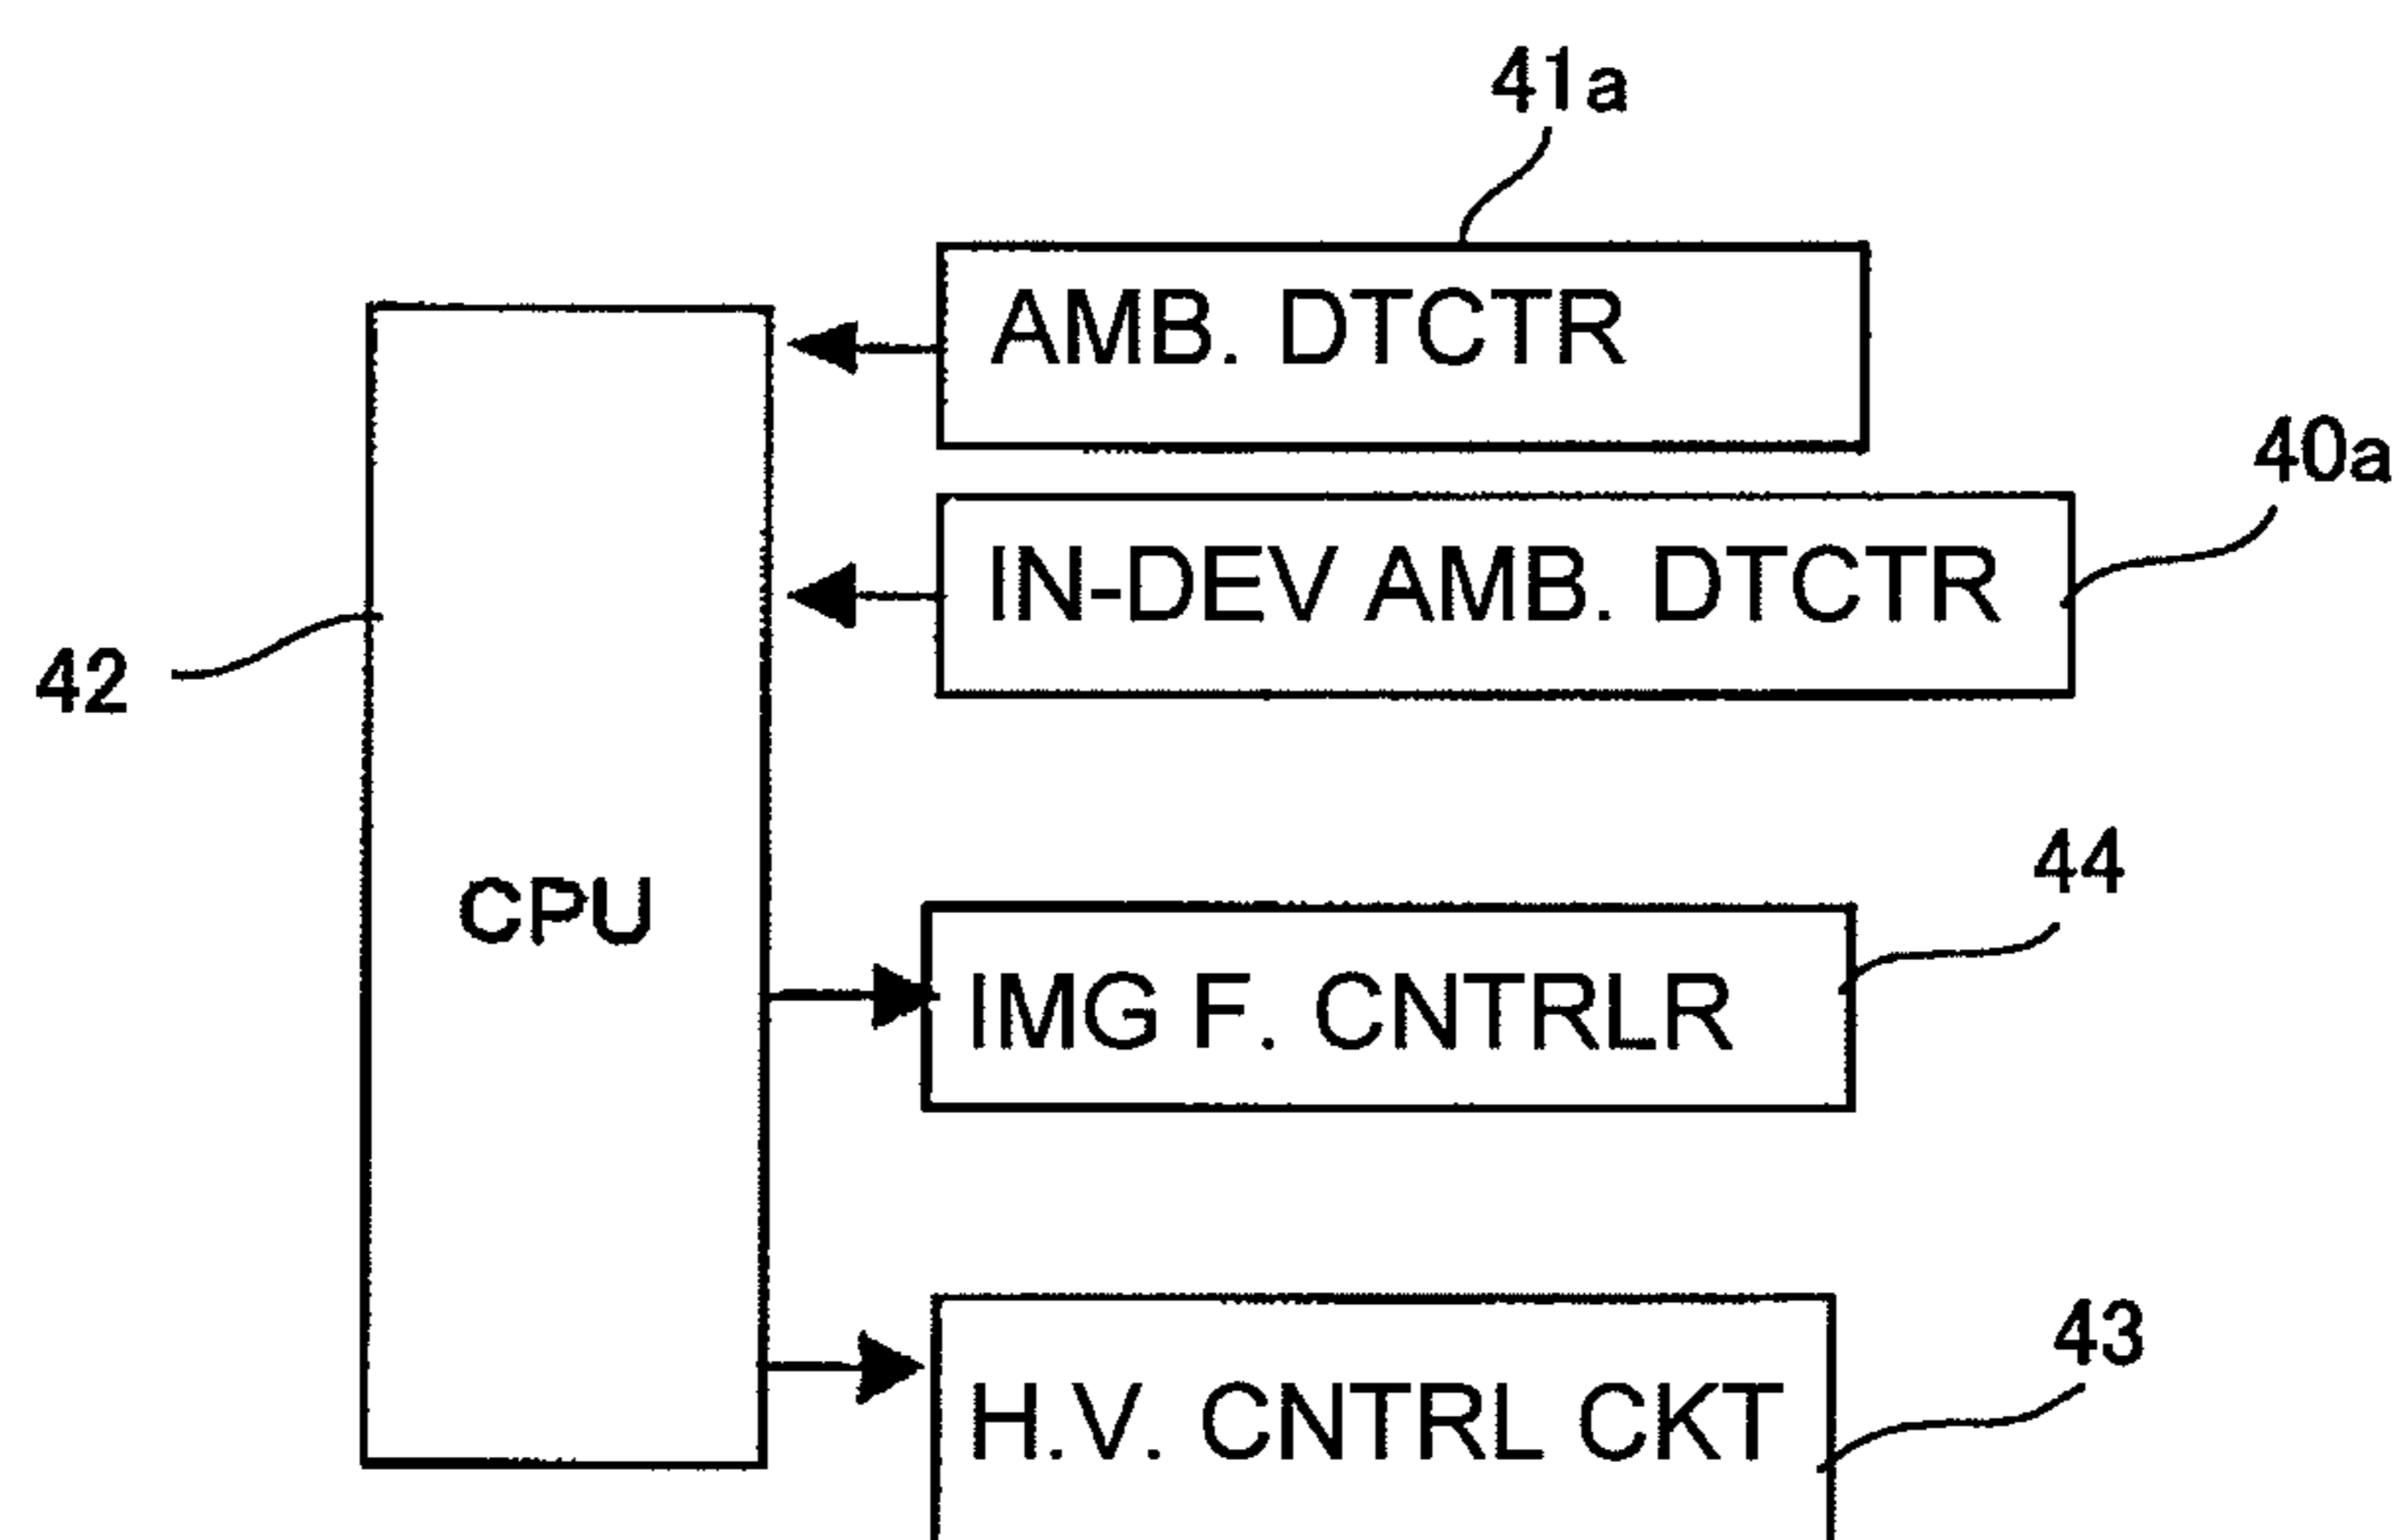 41a
AMB. DTCTR
40a
IN-DEV AMB. DTCTR
42
44
CPU
IMG F. CNTRLR
43
H.V. CNTRL CKT